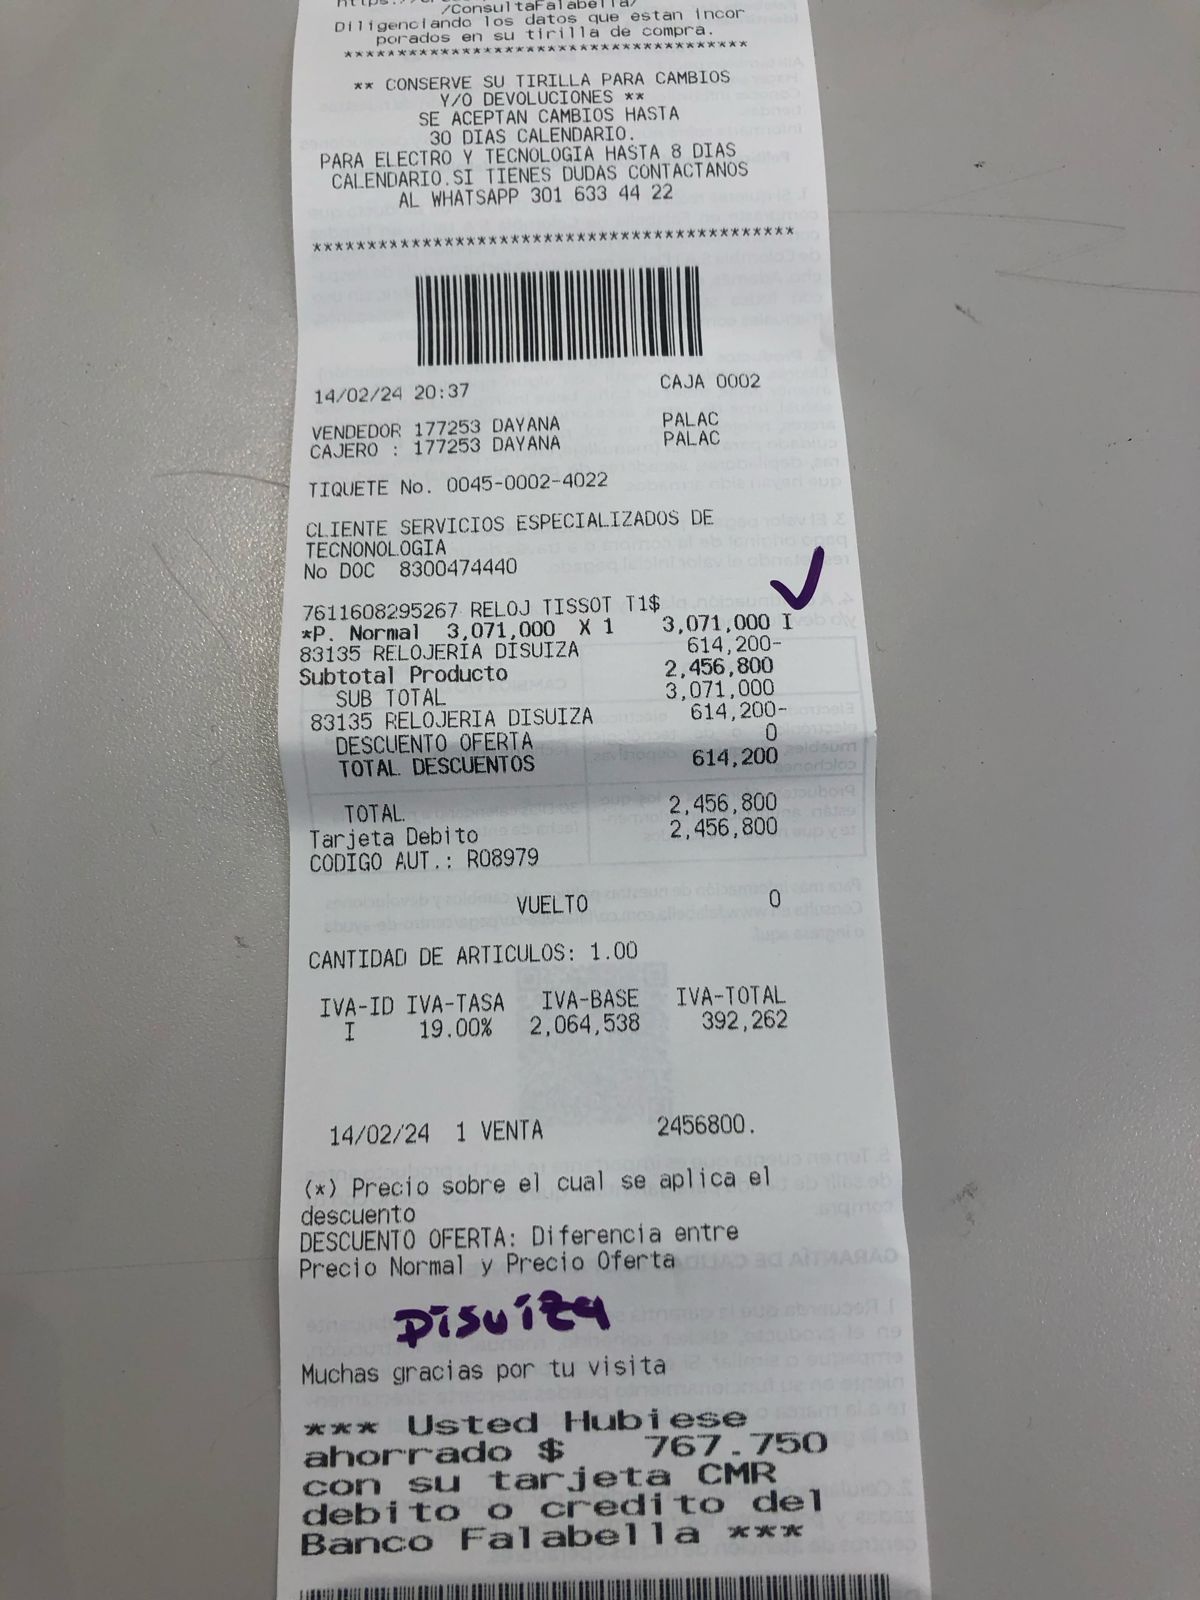 /ConsultaFalabella/
Diligenciando los datos que estan incor
porados en su tirilla de compra.
****************************************
** CONSERVE SU TIRILLA PARA CAMBIOS
Y/O DEVOLUCIONES **
SE ACEPTAN CAMBIOS HASTA
30 DIAS CALENDARIO.
PARA ELECTRO Y TECNOLOGIA HASTA 8 DIAS
CALENDARIO.SI TIENES DUDAS CONTACTANOS
AL WHATSAPP 301 633 44 22
******************************************
14/02/24 20:37 CAJA 0002
VENDEDOR 177253 DAYANA PALAC
CAJERO : 177253 DAYANA PALAC
TIQUETE No. 0045-0002-4022
CLIENTE SERVICIOS ESPECIALIZADOS DE
TECNONOLOGIA
No DOC 8300474440
7611608295267 RELOJ TISSOT T1$
*P. Normal 3,071,000 X 1 3,071,000 I
83135 RELOJERIA DISUIZA 614,200-
Subtotal Producto 2,456,800
SUB TOTAL 3,071,000
83135 RELOJERIA DISUIZA 614,200-
DESCUENTO OFERTA 0
TOTAL DESCUENTOS 614,200
TOTAL 2,456,800
Tarjeta Debito 2,456,800
CODIGO AUT.: R08979
VUELTO 0
CANTIDAD DE ARTICULOS: 1.00
IVA-ID IVA-TASA IVA-BASE IVA-TOTAL
I 19.00% 2,064,538 392,262
14/02/24 1 VENTA 2456800.
(*) Precio sobre el cual se aplica el
descuento
DESCUENTO OFERTA: Diferencia entre
Precio Normal y Precio Oferta
Disuiza
Muchas gracias por tu visita
*** Usted Hubiese
ahorrado $ 767.750
con su tarjeta CMR
debito o credito del
Banco Falabella ***